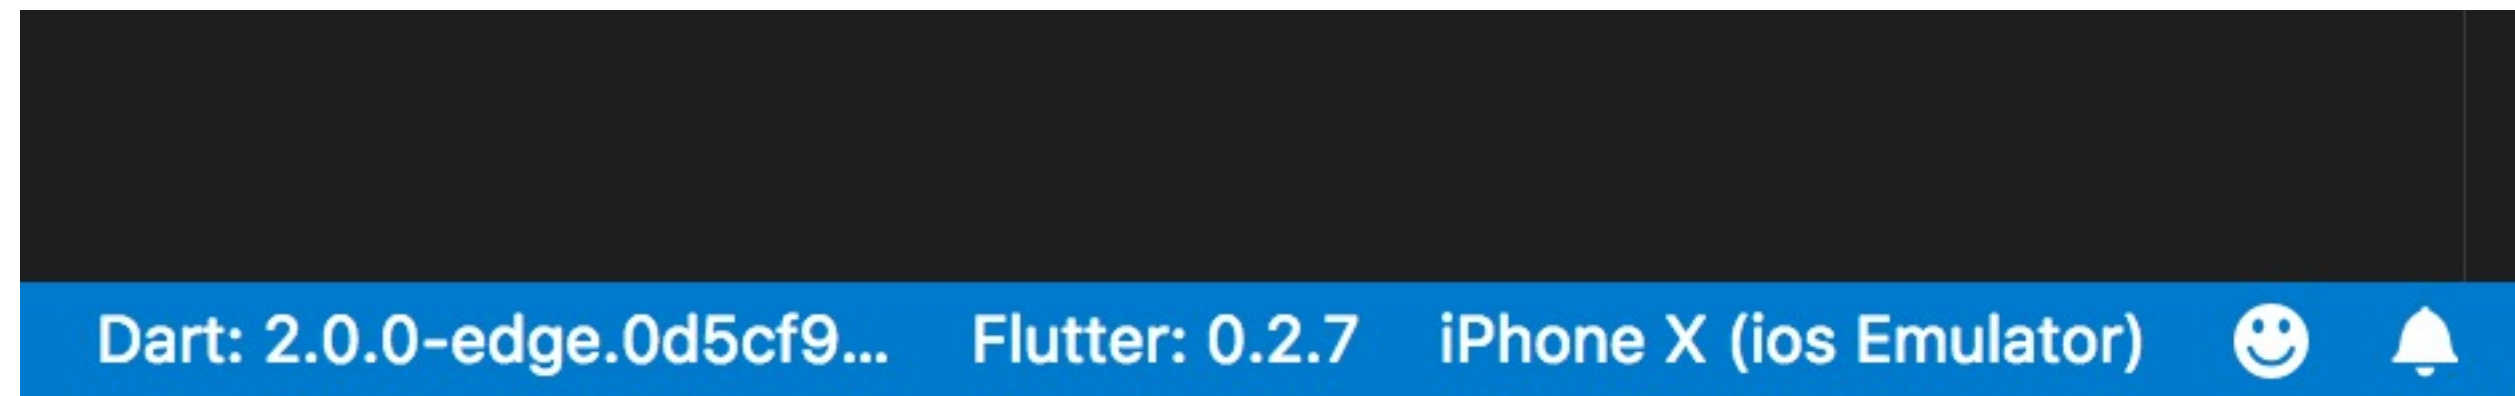 Dart: 2.0.0-edge.0d5cf9... Flutter: 0.2.7 iPhone X (ios Emulator)